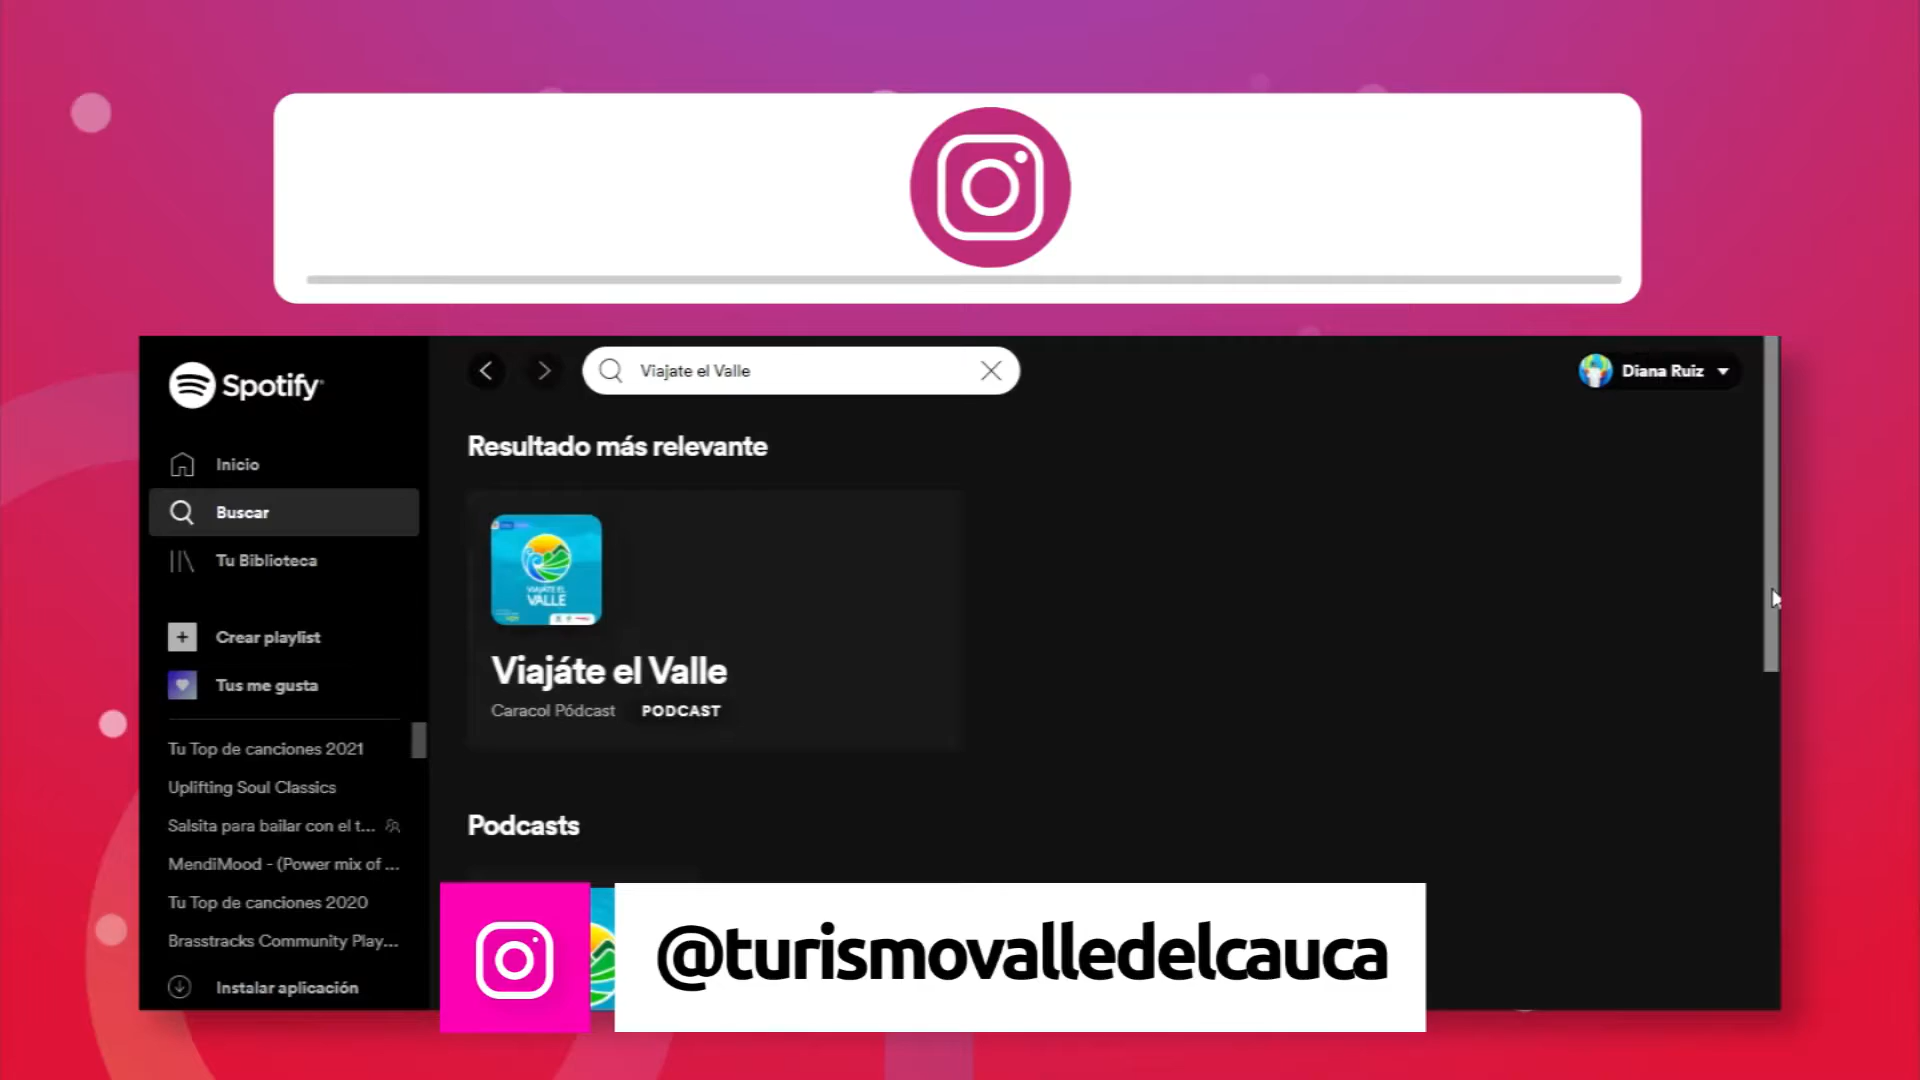 Spotify
Inicio
Buscar
Tu Biblioteca
Crear playlist
Tus me gusta
Tu Top de canciones 2021
Uplifting Soul Classics
Salsita para bailar con el t...
MendiMood - (Power mix of ...
Tu Top de canciones 2020
Brasstracks Community Play...
Instalar aplicación
Viajate el Valle
Diana Ruiz
Resultado más relevante
VIAJÁTE EL
VALLE
Viajáte el Valle
Caracol Pódcast PODCAST
Podcasts
@turismovalledelcauca